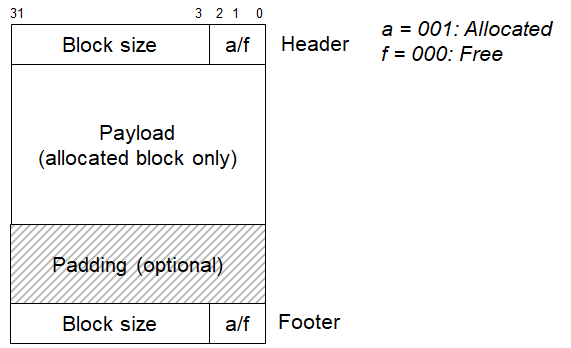 31 3 2 1 0
Block size a/f Header
a = 001: Allocated
f = 000: Free
Payload
(allocated block only)
Padding (optional)
Block size a/f Footer